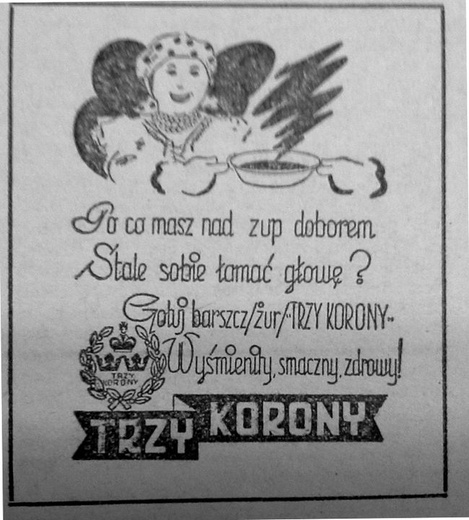 Po co masz nad zup doborem
Stale sobie łamać głowę?
Gotuj barszcz/żur/"TRZY KORONY"
Wyśmienity, smaczny, zdrowy!
TRZY
KORONY
TRZY KORONY